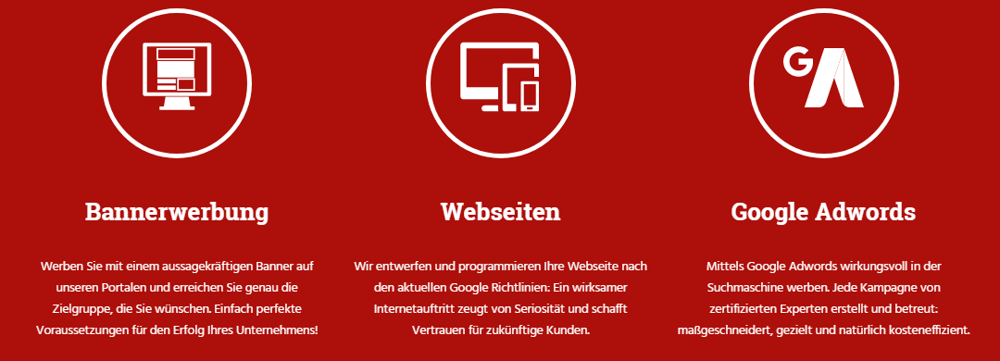 Bannerwerbung
Werben Sie mit einem aussagekräftigen Banner auf
unseren Portalen und erreichen Sie genau die
Zielgruppe, die Sie wünschen. Einfach perfekte
Voraussetzungen für den Erfolg Ihres Unternehmens!
Webseiten
Wir entwerfen und programmieren Ihre Webseite nach
den aktuellen Google Richtlinien: Ein wirksamer
Internetauftritt zeugt von Seriosität und schafft
Vertrauen für zukünftige Kunden.
G
Google Adwords
Mittels Google Adwords wirkungsvoll in der
Suchmaschine werben. Jede Kampagne von
zertifizierten Experten erstellt und betreut:
maßgeschneidert, gezielt und natürlich kosteneffizient.